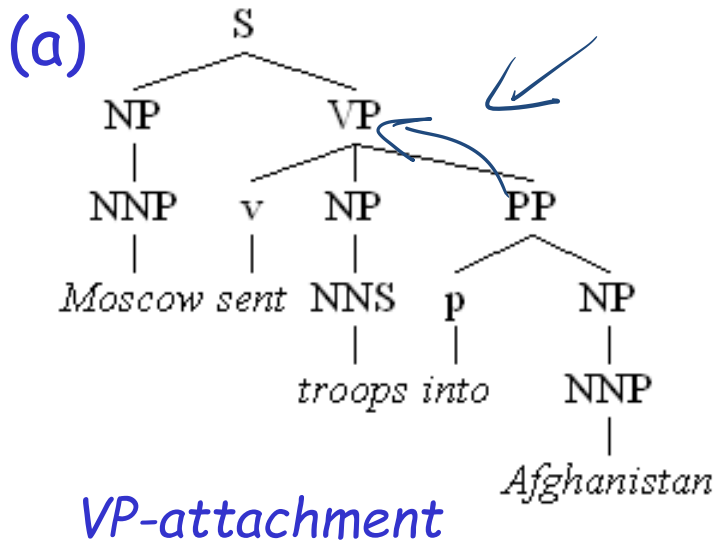 (a)
S
NP VP
NNP v NP PP
Moscow sent NNS p NP
troops into NNP
Afghanistan
VP-attachment